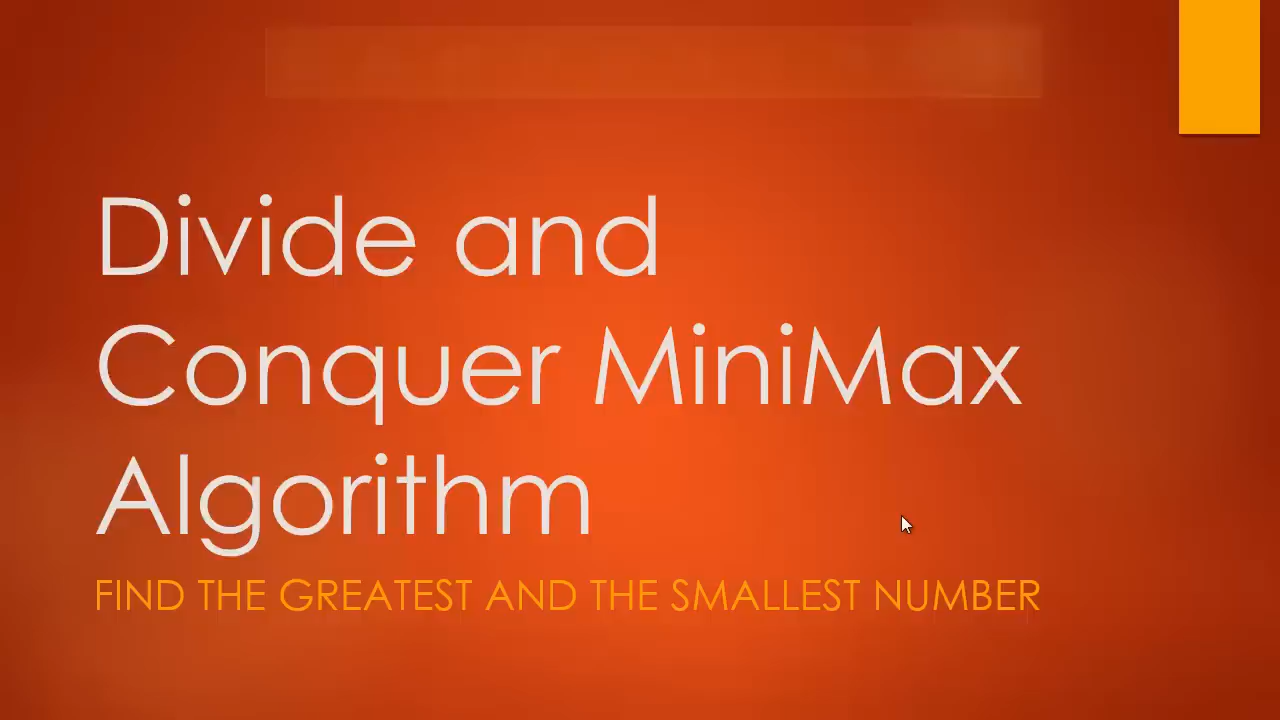 Divide and
Conquer MiniMax
Algorithm
FIND THE GREATEST AND THE SMALLEST NUMBER